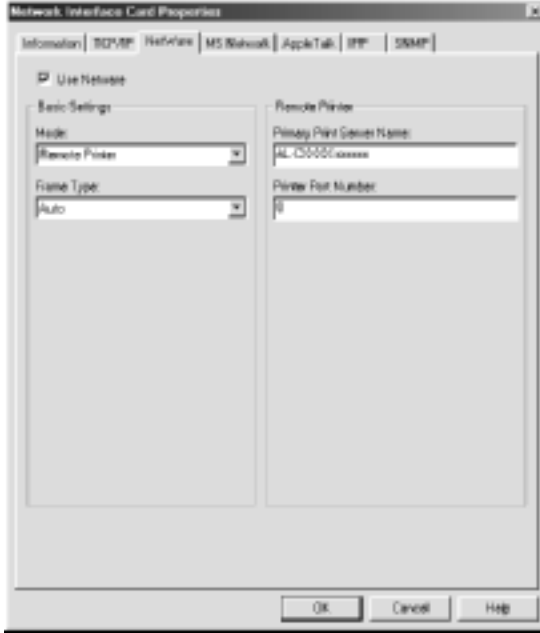 Network Interface Card Properties
Information TCP/IP NetWare MS Network AppleTalk IPP SNMP
Use Netware
Basic Settings
Mode:
Remote Printer
Frame Type:
Auto
Remote Printer
Primary Print Server Name:
Printer Port Number:
0
OK Cancel Help